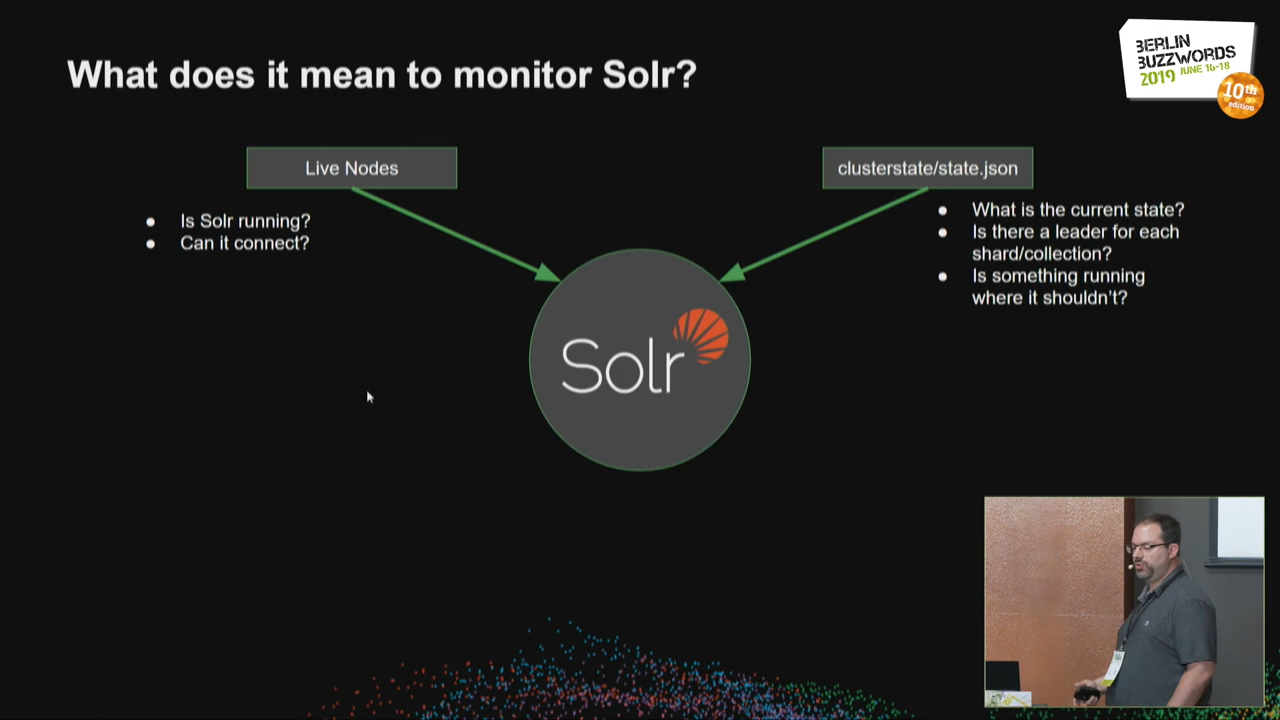 What does it mean to monitor Solr?
BERLIN
BUZZWORDS
2019 JUNE 16-18
10th
edition
Live Nodes
• Is Solr running?
• Can it connect?
clusterstate/state.json
• What is the current state?
• Is there a leader for each
shard/collection?
• Is something running
where it shouldn't?
Solr